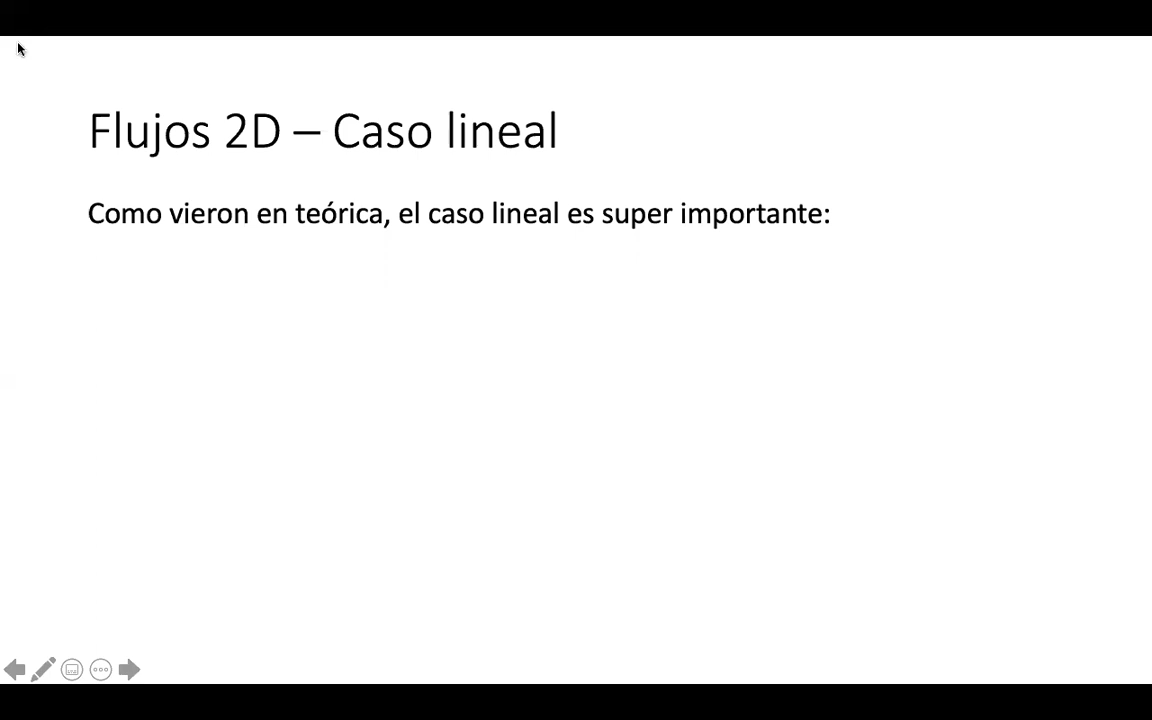 Flujos 2D – Caso lineal
Como vieron en teórica, el caso lineal es super importante: